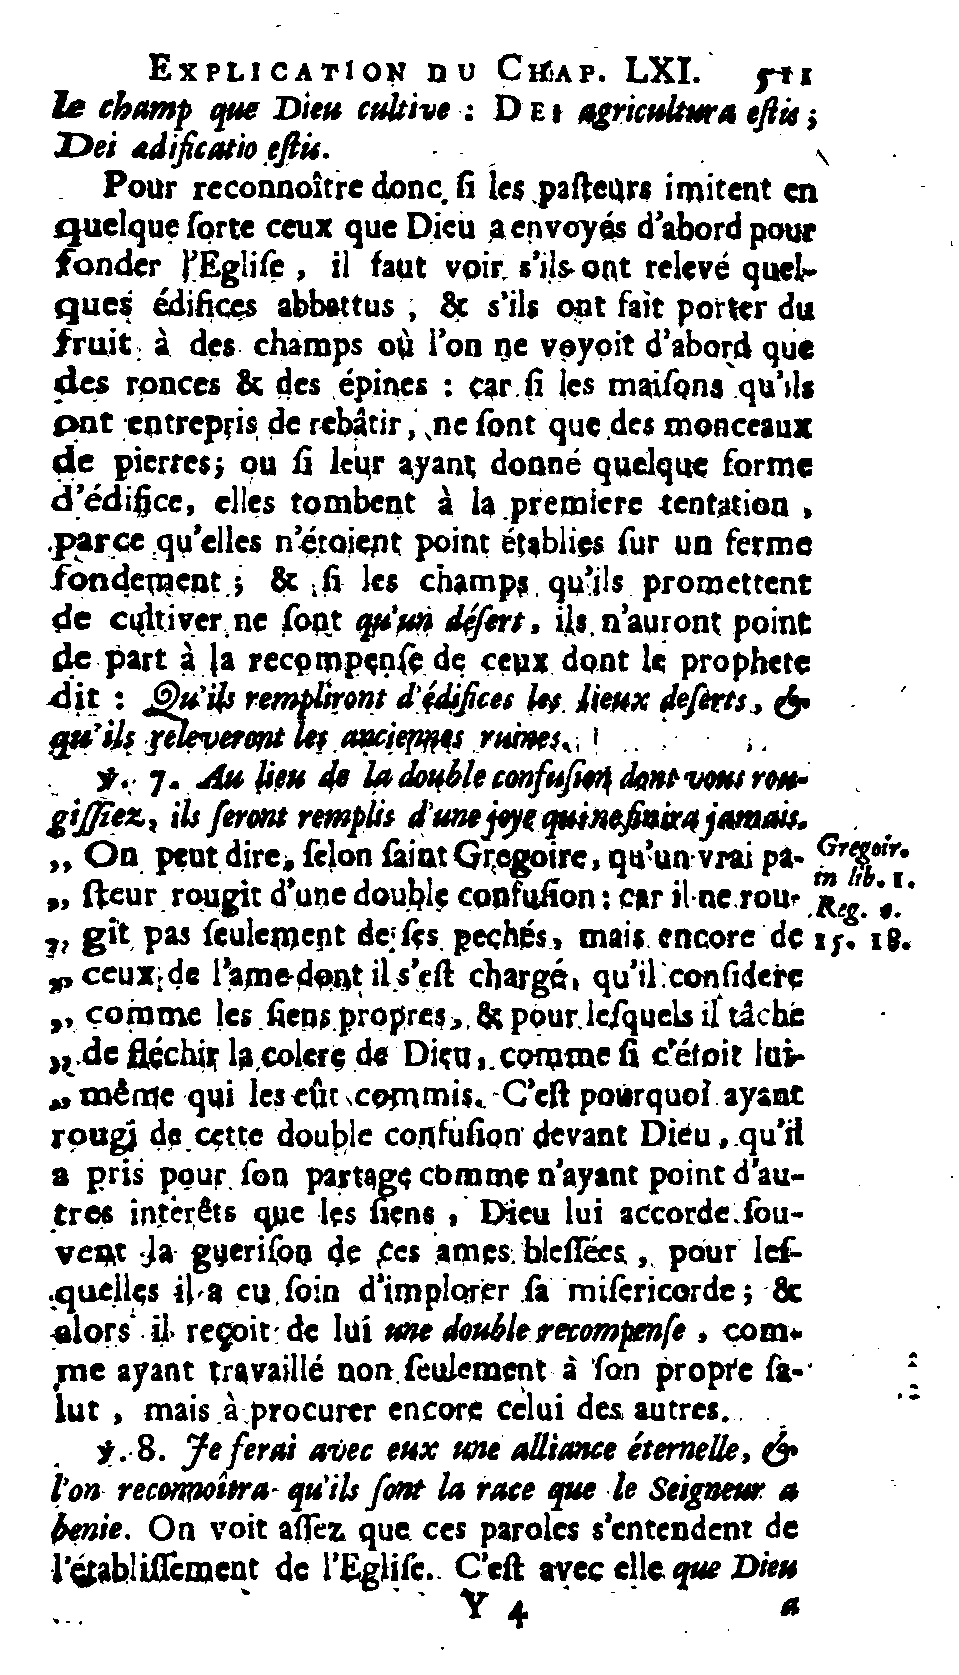 EXPLICATION DU CHAP. LXI. 511
le champ que Dieu cultive : DEI agricultura eſtis ;
Dei ædificatio eſtis.
Pour reconnoître donc ſi les paſteurs imitent en
quelque ſorte ceux que Dieu a envoyés d'abord pour
fonder l'Egliſe, il faut voir s'ils ont relevé quel-
ques édifices abbattus, & s'ils ont fait porter du
fruit à des champs où l'on ne voyoit d'abord que
des ronces & des épines : car ſi les maiſons qu'ils
ont entrepris de rebâtir, ne ſont que des monceaux
de pierres; ou ſi leur ayant donné quelque forme
d'édifice, elles tombent à la premiere tentation,
parce qu'elles n'étoient point établies ſur un ferme
fondement ; & ſi les champs qu'ils promettent
de cultiver ne ſont qu'un déſert, ils n'auront point
de part à la recompenſe de ceux dont le prophete
dit : Qu'ils rempliront d'édifices les lieux deſerts, &
qu'ils releveront les anciennes ruines.
℣. 7. Au lieu de la double confuſion dont vous rou-
giſſiez, ils ſeront remplis d'une joye qui ne finira jamais.
„ On peut dire, ſelon ſaint Gregoire, qu'un vrai pa-
„ ſteur rougit d'une double confuſion : car il ne rou-
„ git pas ſeulement de ſes pechés, mais encore de
„ ceux de l'ame dont il s'eſt chargé, qu'il conſidere
„ comme les ſiens propres, & pour leſquels il tâche
„ de fléchir la colere de Dieu, comme ſi c'étoit lui-
„ même qui les eût commis. C'eſt pourquoi ayant
rougi de cette double confuſion devant Dieu, qu'il
a pris pour ſon partage comme n'ayant point d'au-
tres interêts que les ſiens, Dieu lui accorde ſou-
vent la gueriſon de ces ames bleſſées, pour leſ-
quelles il a eu ſoin d'implorer ſa miſericorde; &
alors il reçoit de lui une double recompenſe, com-
me ayant travaillé non ſeulement à ſon propre ſa-
lut, mais à procurer encore celui des autres.
℣. 8. Je ferai avec eux une alliance éternelle, &
l'on reconnoîtra qu'ils ſont la race que le Seigneur a
benie. On voit aſſez que ces paroles s'entendent de
l'établiſſement de l'Egliſe. C'eſt avec elle que Dieu
Y 4 a
Gregoir.
in lib. 1.
Reg. c.
15. 18.